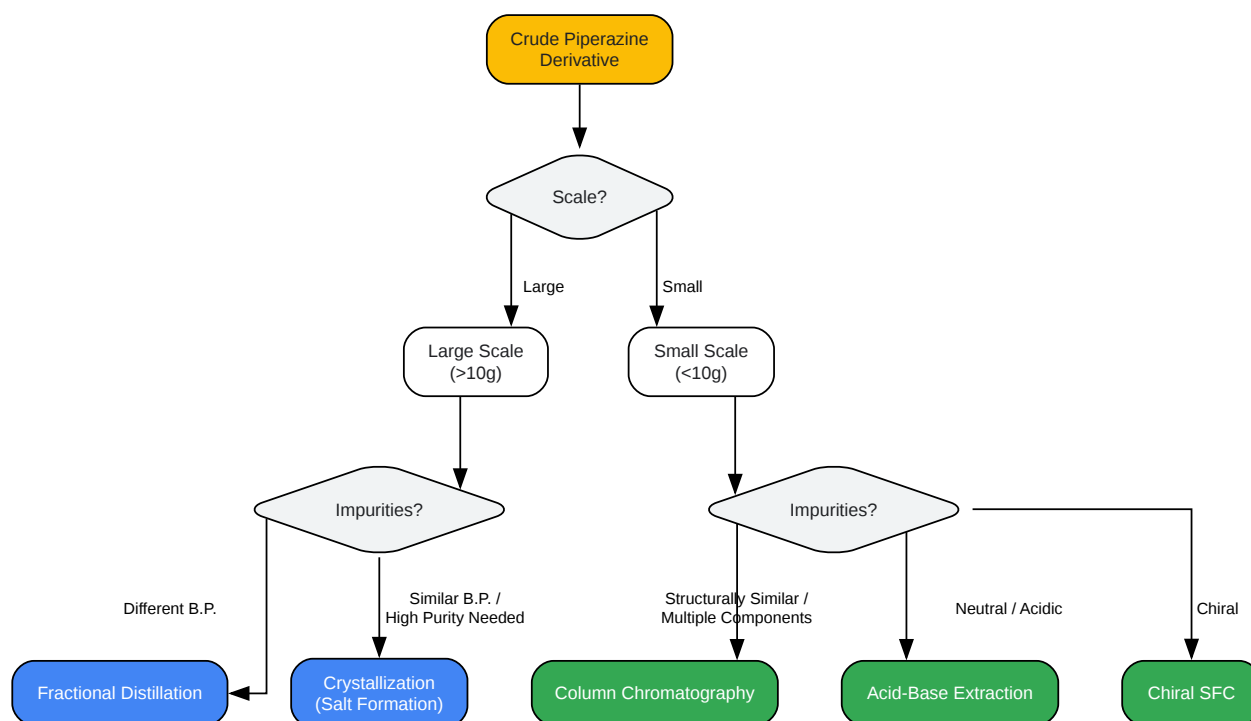 Crude Piperazine
Derivative
Scale?
Large
Small
Large Scale
(>10g)
Small Scale
(<10g)
Impurities?
Impurities?
Different B.P.
Similar B.P. /
High Purity Needed
Structurally Similar /
Multiple Components
Neutral / Acidic
Chiral
Fractional Distillation
Crystallization
(Salt Formation)
Column Chromatography
Acid-Base Extraction
Chiral SFC